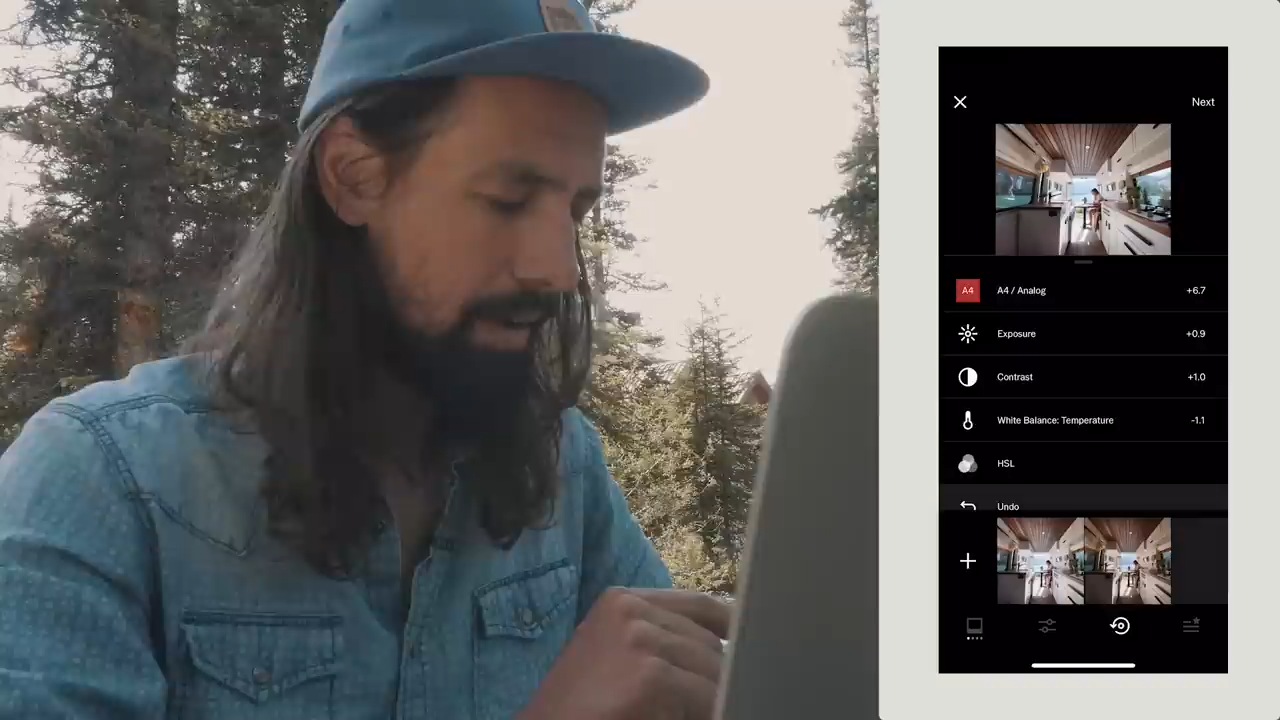 Next
A4 A4 / Analog +6.7
Exposure +0.9
Contrast +1.0
White Balance: Temperature -1.1
HSL
Undo